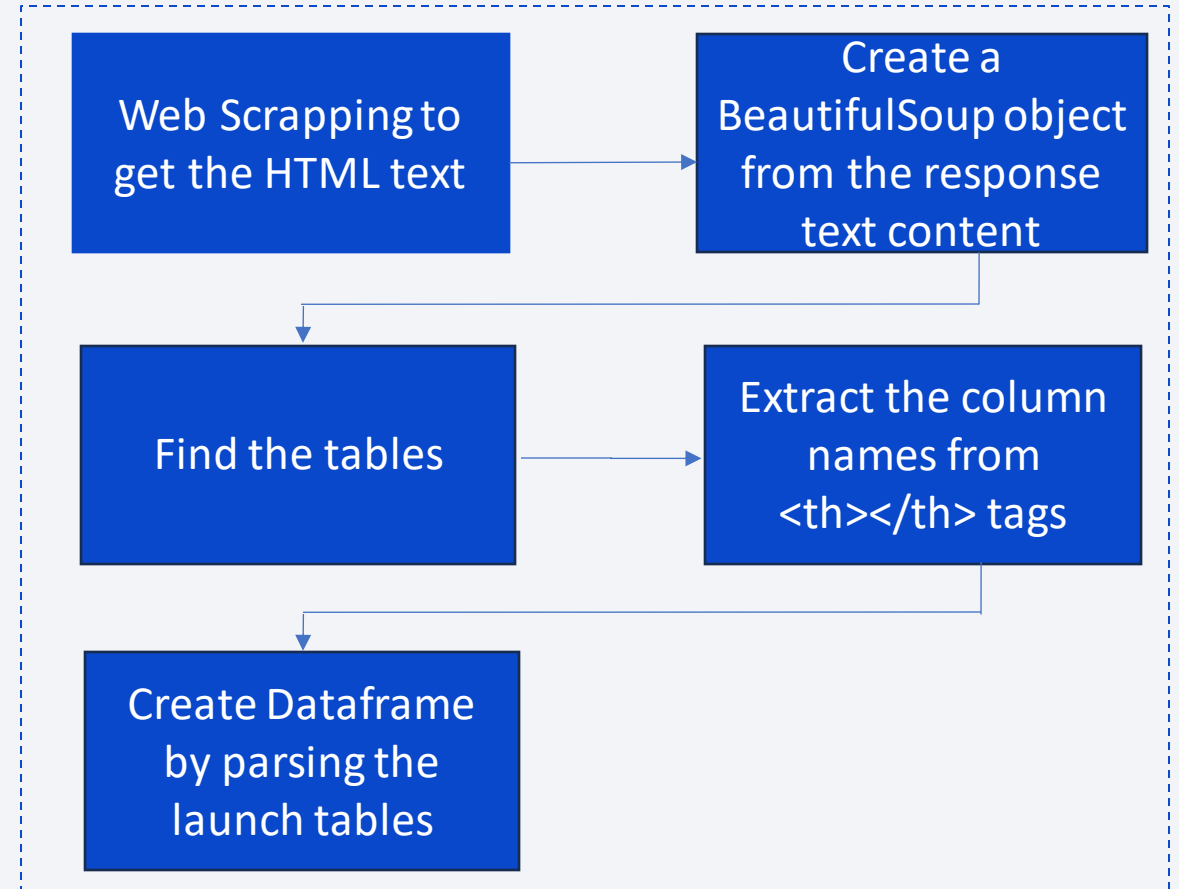 Web Scrapping to
get the HTML text
Create a
BeautifulSoup object
from the response
text content
Find the tables
Extract the column
names from
<th></th> tags
Create Dataframe
by parsing the
launch tables